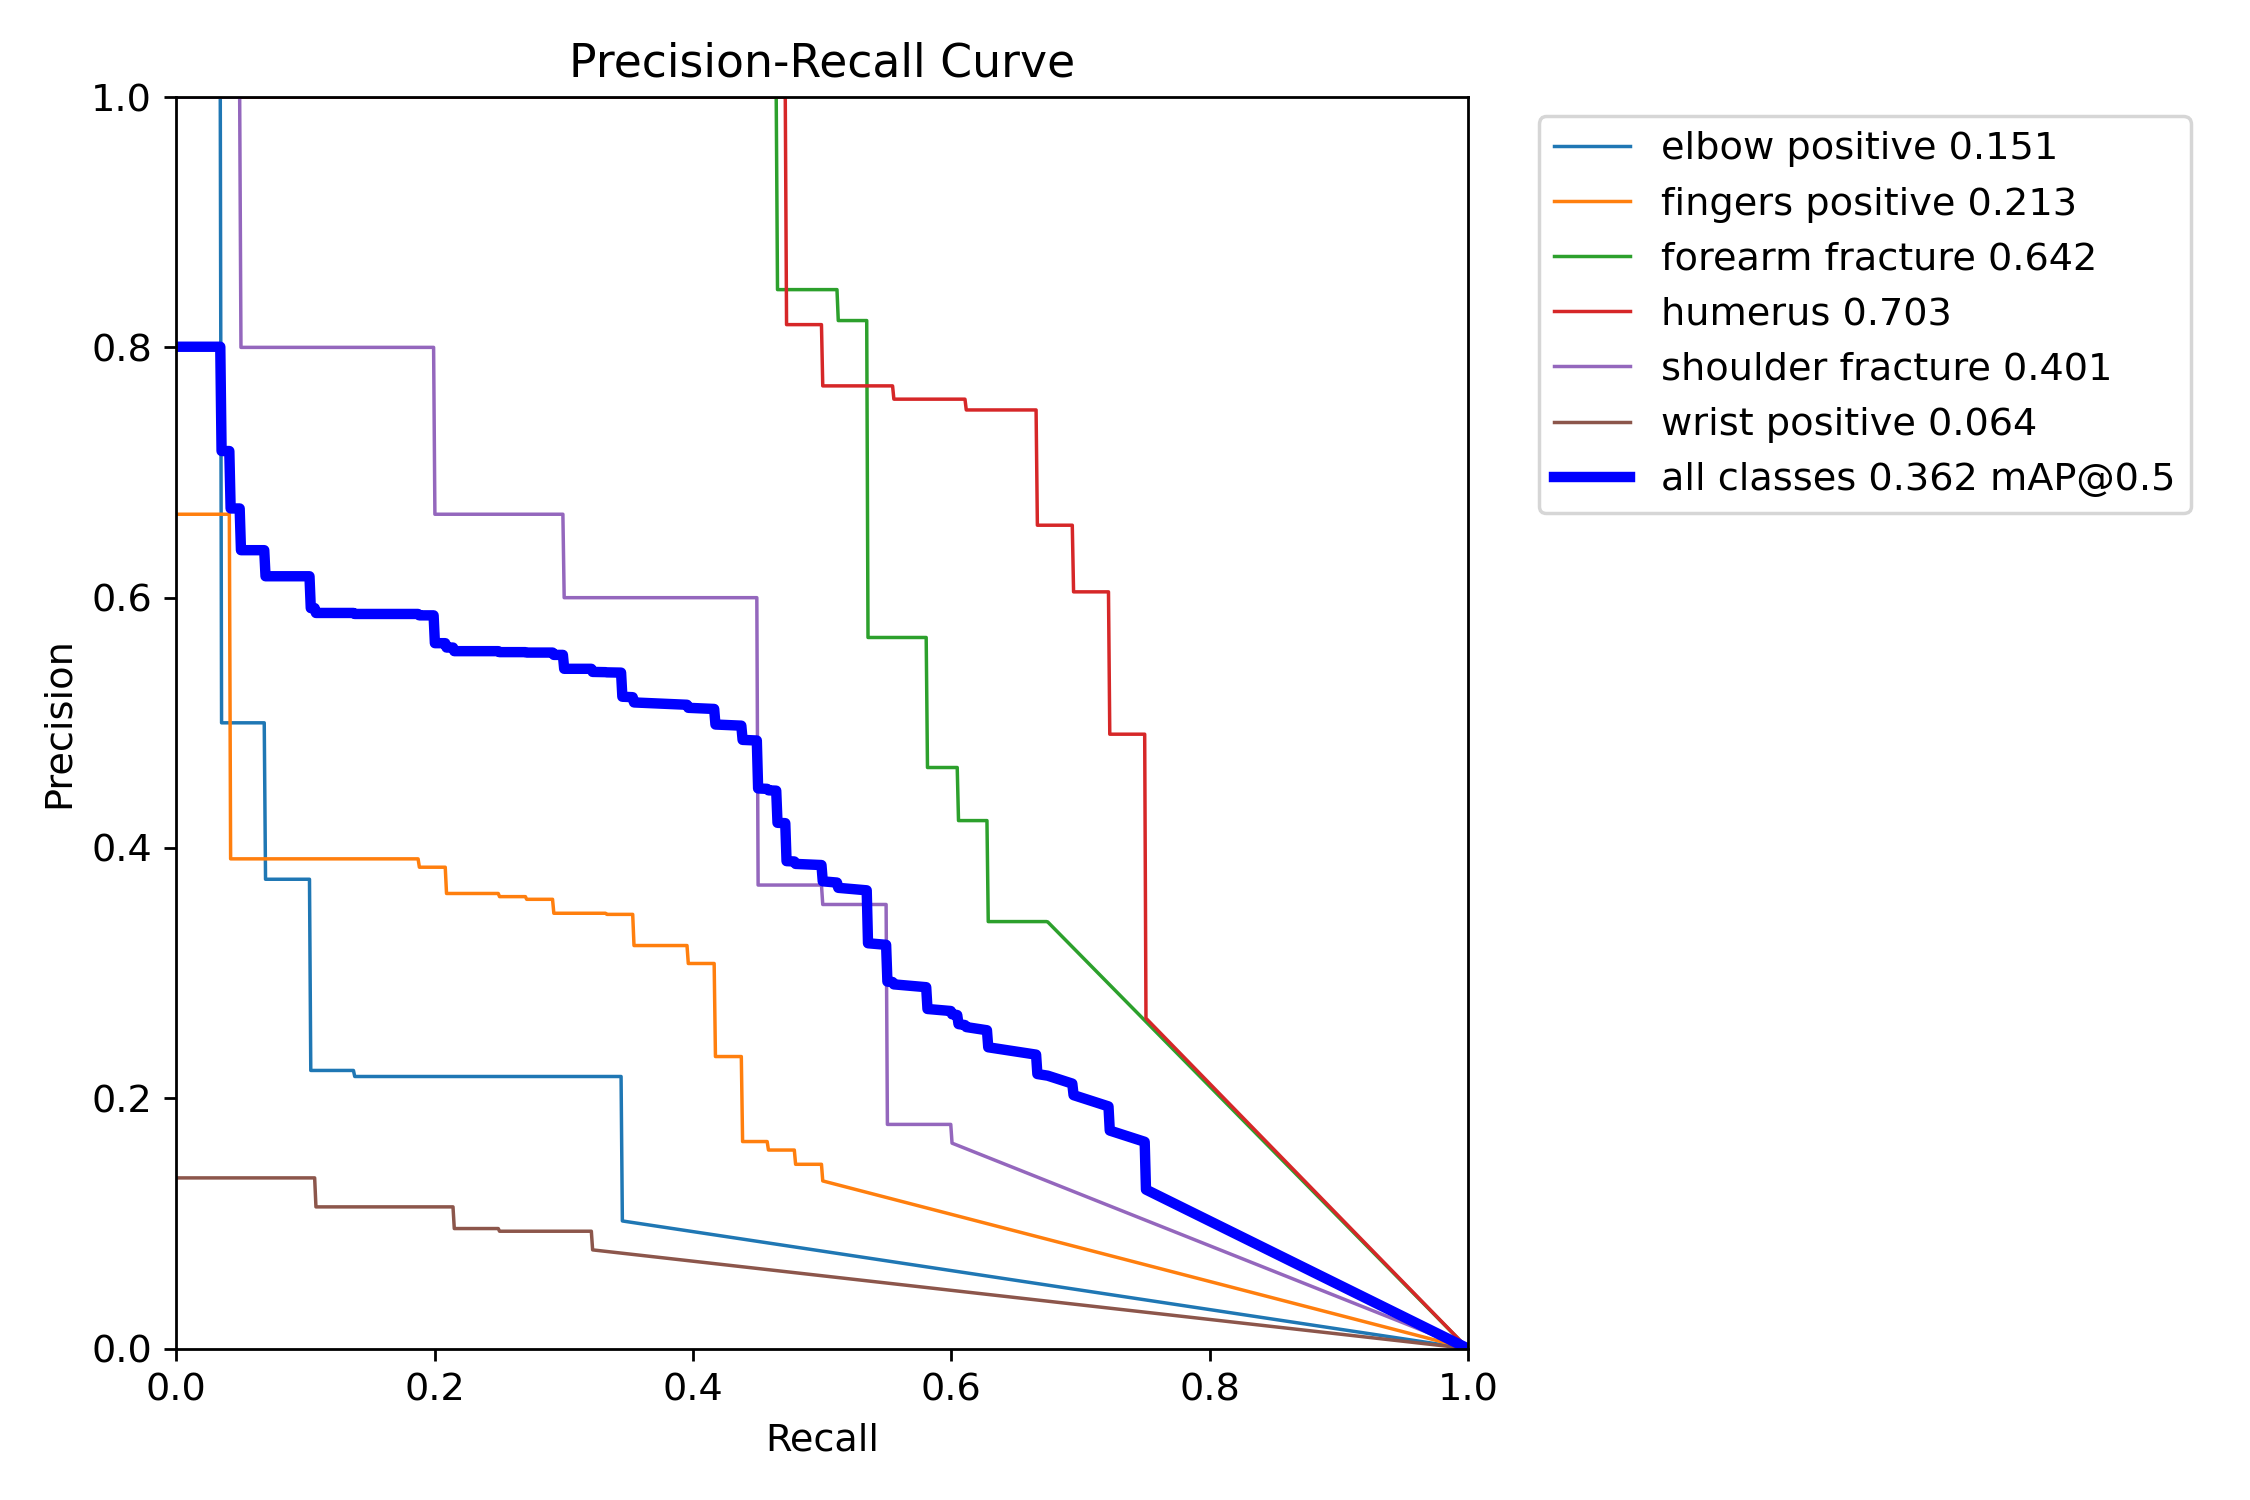 Precision-Recall Curve
1.0
0.8
0.6
0.4
0.2
0.0
Precision
0.0 0.2 0.4 0.6 0.8 1.0
Recall
elbow positive 0.151
fingers positive 0.213
forearm fracture 0.642
humerus 0.703
shoulder fracture 0.401
wrist positive 0.064
all classes 0.362 mAP@0.5